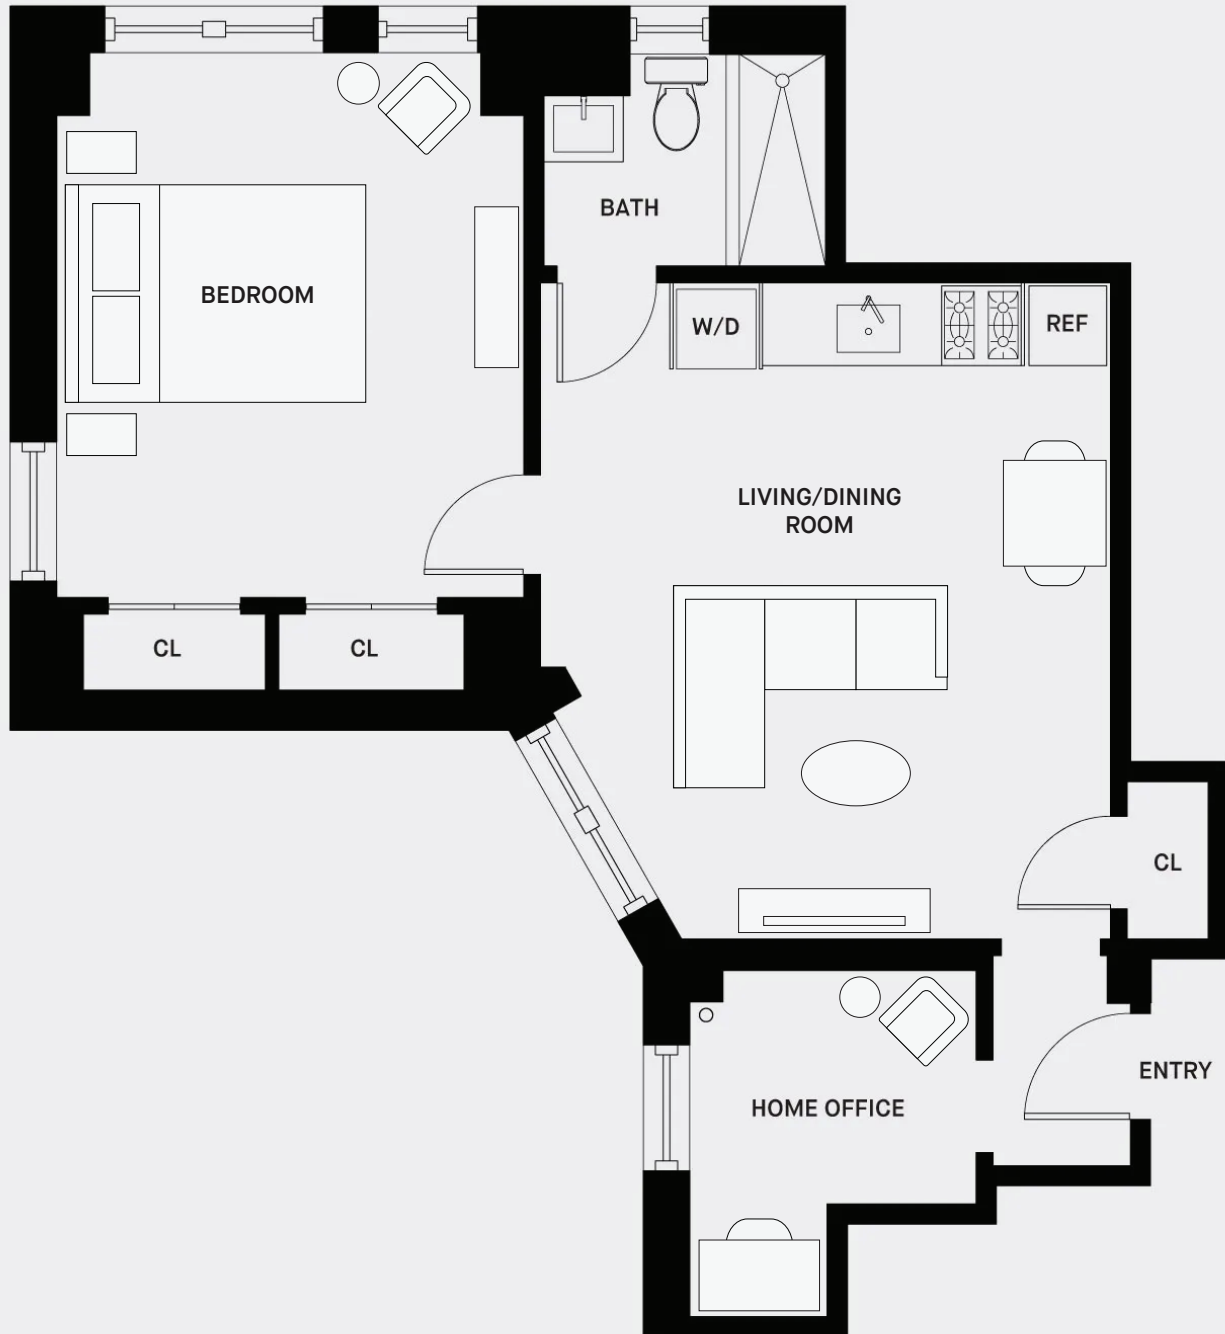 BATH
BEDROOM
W/D
REF
LIVING/DINING
ROOM
CL
CL
CL
ENTRY
HOME OFFICE